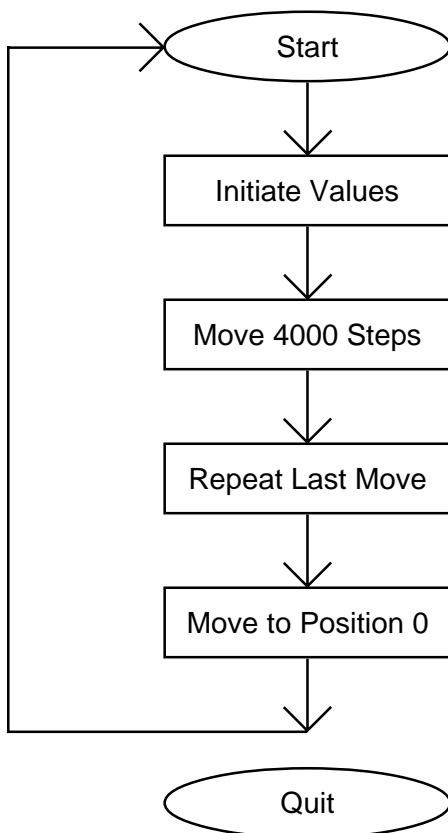 Start
Initiate Values
Move 4000 Steps
Repeat Last Move
Move to Position 0
Quit